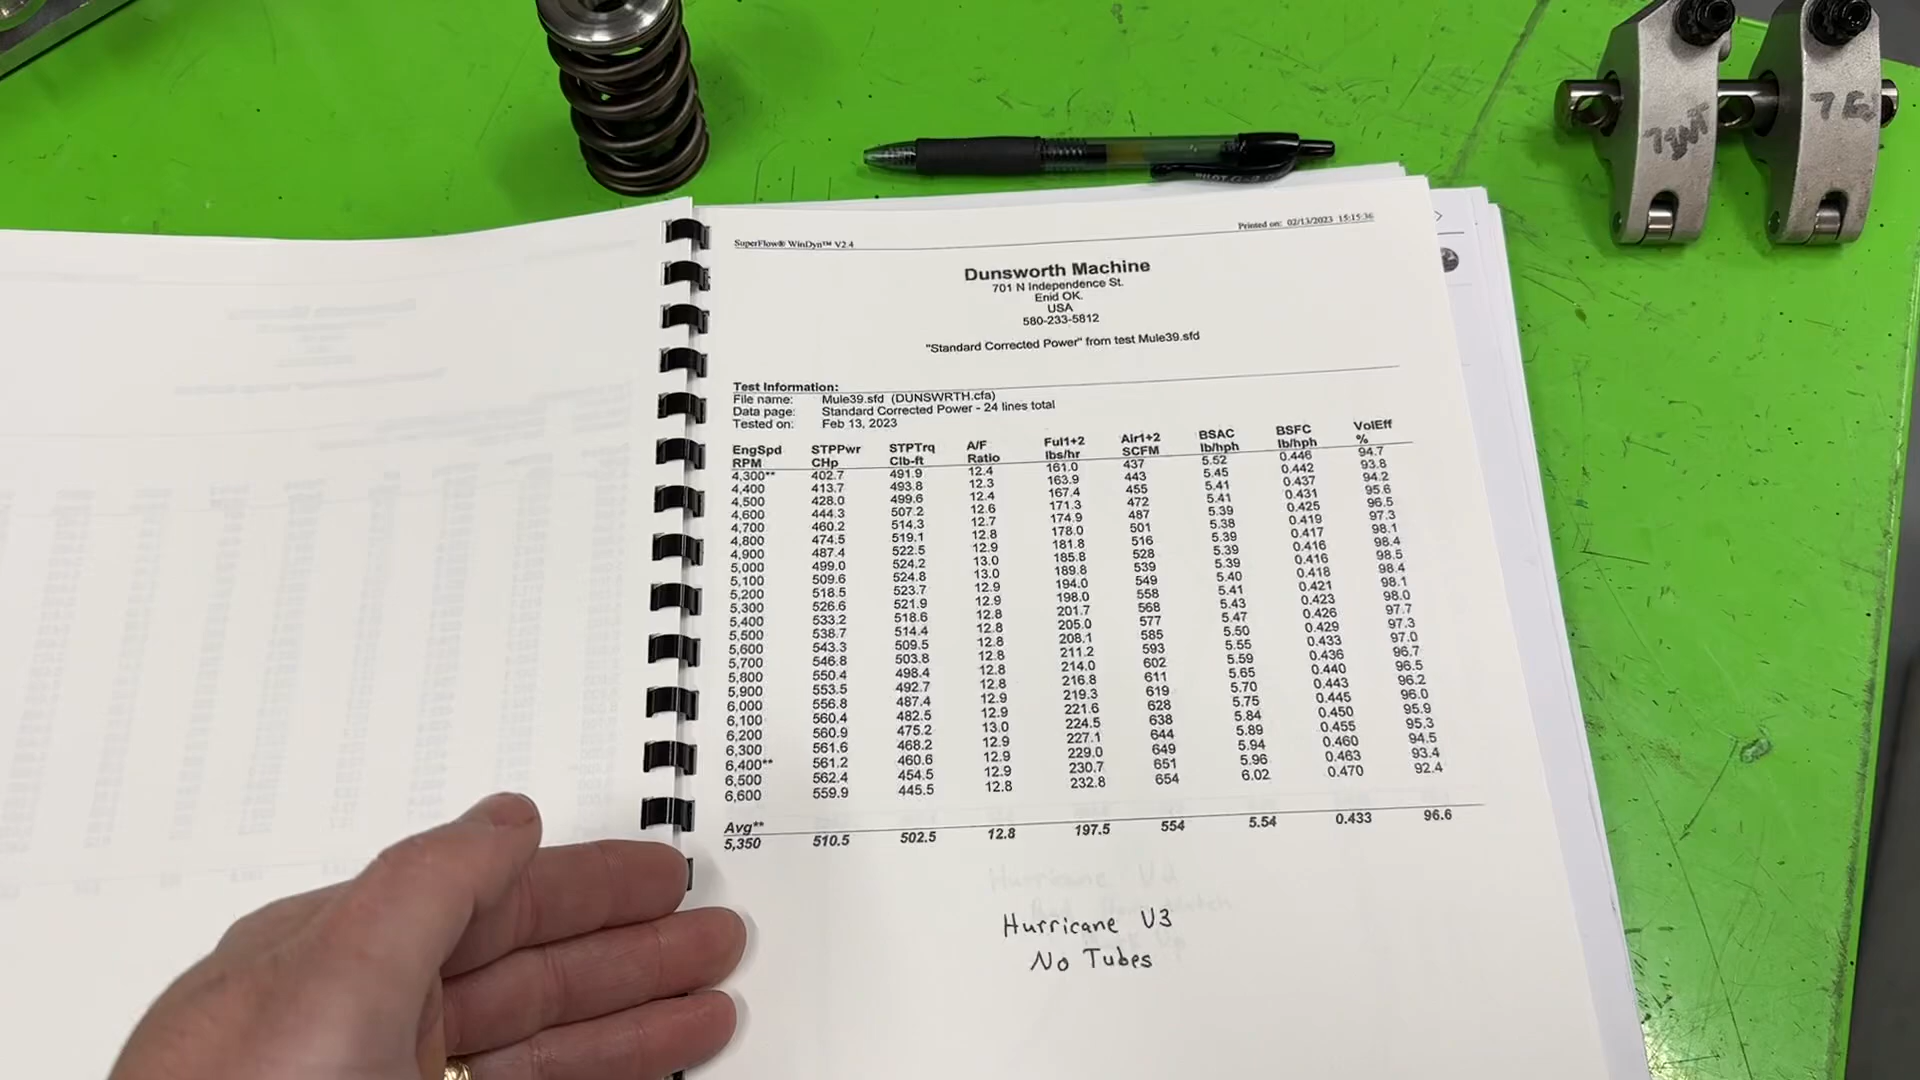 SuperFlow® WinDyn™ V2.4
Printed on: 02/13/2023 15:15:36
Dunsworth Machine
701 N Independence St.
Enid OK.
USA
580-233-5812
"Standard Corrected Power" from test Mule39.sfd
Test Information:
File name: Mule39.sfd (DUNSWRTH.cfa)
Data page: Standard Corrected Power - 24 lines total
Tested on: Feb 13, 2023
EngSpd STPPwr STPTrq A/F Ful1+2 Air1+2 BSAC BSFC VolEff
RPM CHp Clb-ft Ratio lbs/hr SCFM lb/hph lb/hph %
4,300** 402.7 491.9 12.4 161.0 437 5.52 0.446 94.7
4,400 413.7 493.8 12.3 163.9 443 5.45 0.442 93.8
4,500 428.0 499.6 12.4 167.4 455 5.41 0.437 94.2
4,600 444.3 507.2 12.6 171.3 472 5.41 0.431 95.6
4,700 460.2 514.3 12.7 174.9 487 5.39 0.425 96.5
4,800 474.5 519.1 12.8 178.0 501 5.38 0.419 97.3
4,900 487.4 522.5 12.9 181.8 516 5.39 0.417 98.1
5,000 499.0 524.2 13.0 185.8 528 5.39 0.416 98.4
5,100 509.6 524.8 13.0 189.8 539 5.39 0.416 98.5
5,200 518.5 523.7 12.9 194.0 549 5.40 0.418 98.4
5,300 526.6 521.9 12.9 198.0 558 5.41 0.421 98.1
5,400 533.2 518.6 12.8 201.7 568 5.43 0.423 98.0
5,500 538.7 514.4 12.8 205.0 577 5.47 0.426 97.7
5,600 543.3 509.5 12.8 208.1 585 5.50 0.429 97.3
5,700 546.8 503.8 12.8 211.2 593 5.55 0.433 97.0
5,800 550.4 498.4 12.8 214.0 602 5.59 0.436 96.7
5,900 553.5 492.7 12.8 216.8 611 5.65 0.440 96.5
6,000 556.8 487.4 12.9 219.3 619 5.70 0.443 96.2
6,100 560.4 482.5 12.9 221.6 628 5.75 0.445 96.0
6,200 560.9 475.2 13.0 224.5 638 5.84 0.450 95.9
6,300 561.6 468.2 12.9 227.1 644 5.89 0.455 95.3
6,400** 561.2 460.6 12.9 229.0 649 5.94 0.460 94.5
6,500 562.4 454.5 12.9 230.7 651 5.96 0.463 93.4
6,600 559.9 445.5 12.8 232.8 654 6.02 0.470 92.4
Avg**
5,350 510.5 502.5 12.8 197.5 554 5.54 0.433 96.6
Hurricane V3
No Tubes